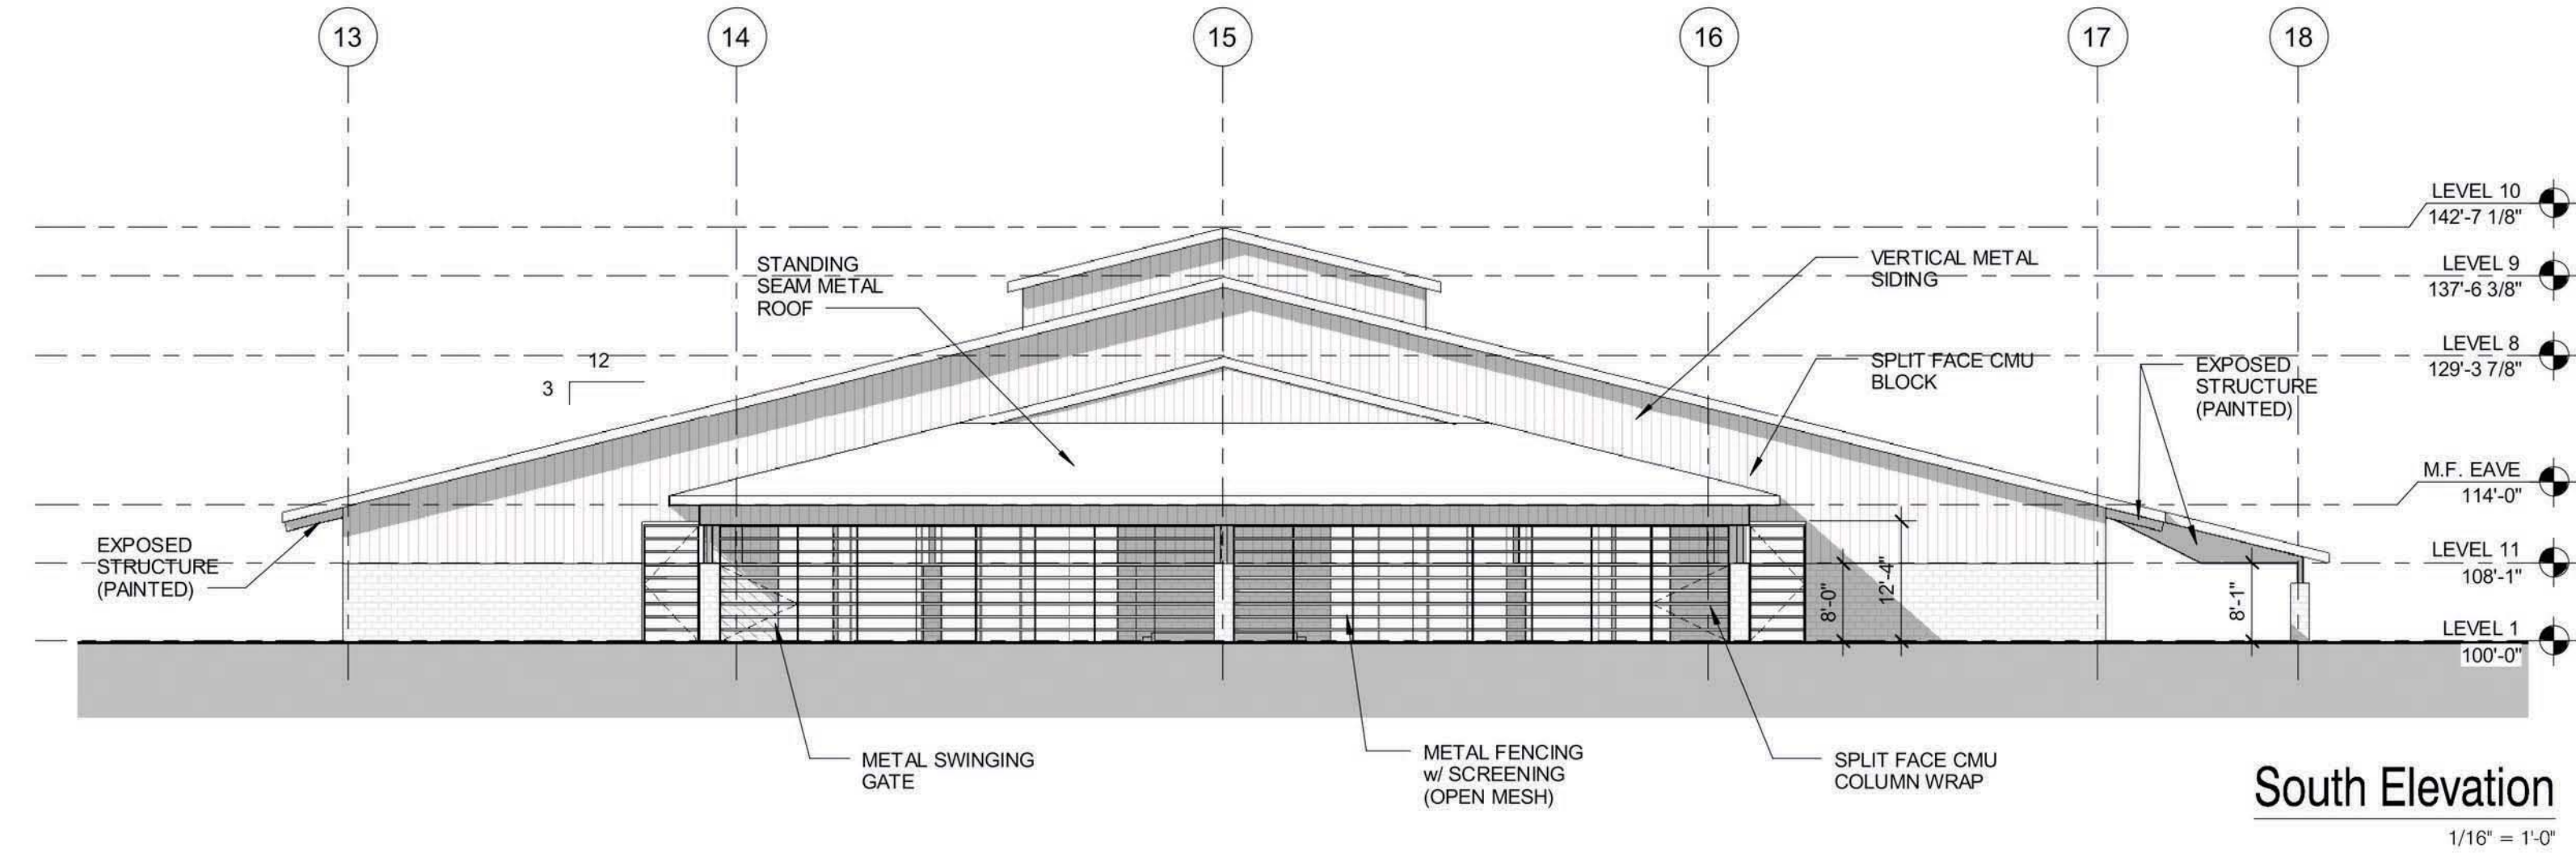 13
14
15
16
17
18
LEVEL 10
142'-7 1/8"
STANDING
SEAM METAL
ROOF
VERTICAL METAL
SIDING
LEVEL 9
137'-6 3/8"
12
3
SPLIT FACE CMU
BLOCK
LEVEL 8
129'-3 7/8"
EXPOSED
STRUCTURE
(PAINTED)
M.F. EAVE
114'-0"
EXPOSED
STRUCTURE
(PAINTED)
8'-0"
12'-4"
8'-1"
LEVEL 11
108'-1"
LEVEL 1
100'-0"
METAL SWINGING
GATE
METAL FENCING
w/ SCREENING
(OPEN MESH)
SPLIT FACE CMU
COLUMN WRAP
South Elevation
1/16" = 1'-0"